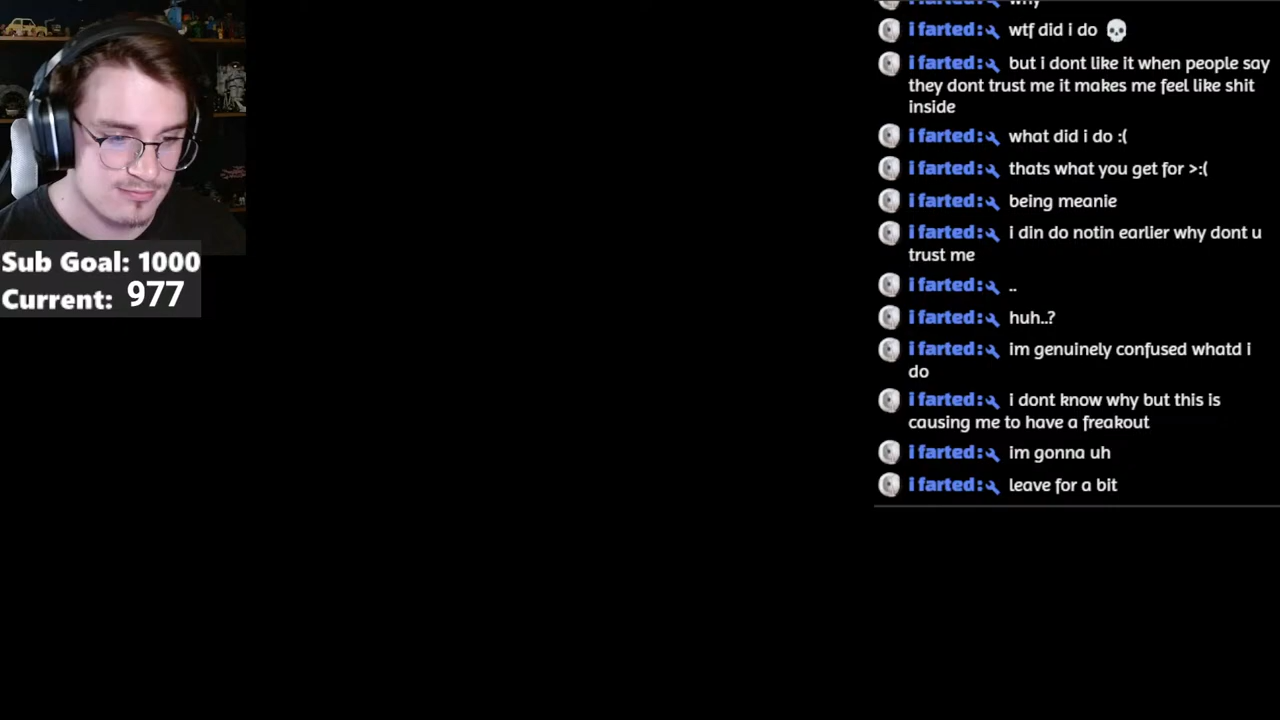 Sub Goal: 1000
Current: 977
why
i farted: wtf did i do 💀
i farted: but i dont like it when people say
they dont trust me it makes me feel like shit
inside
i farted: what did i do :(
i farted: thats what you get for >:(
i farted: being meanie
i farted: i din do notin earlier why dont u
trust me
i farted: ..
i farted: huh..?
i farted: im genuinely confused whatd i
do
i farted: i dont know why but this is
causing me to have a freakout
i farted: im gonna uh
i farted: leave for a bit